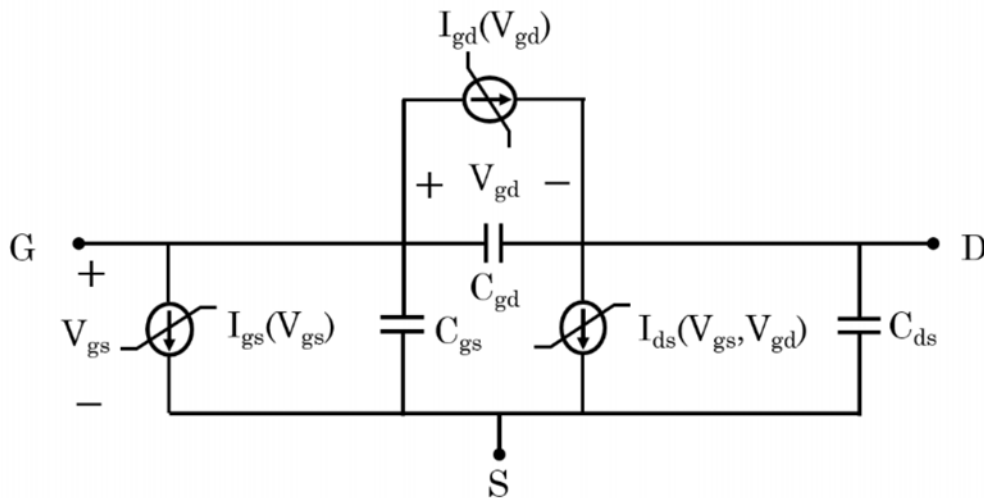 I_gd(V_gd)
+ V_gd −
G
D
+
C_gd
V_gs
I_gs(V_gs)
C_gs
I_ds(V_gs,V_gd)
C_ds
−
S